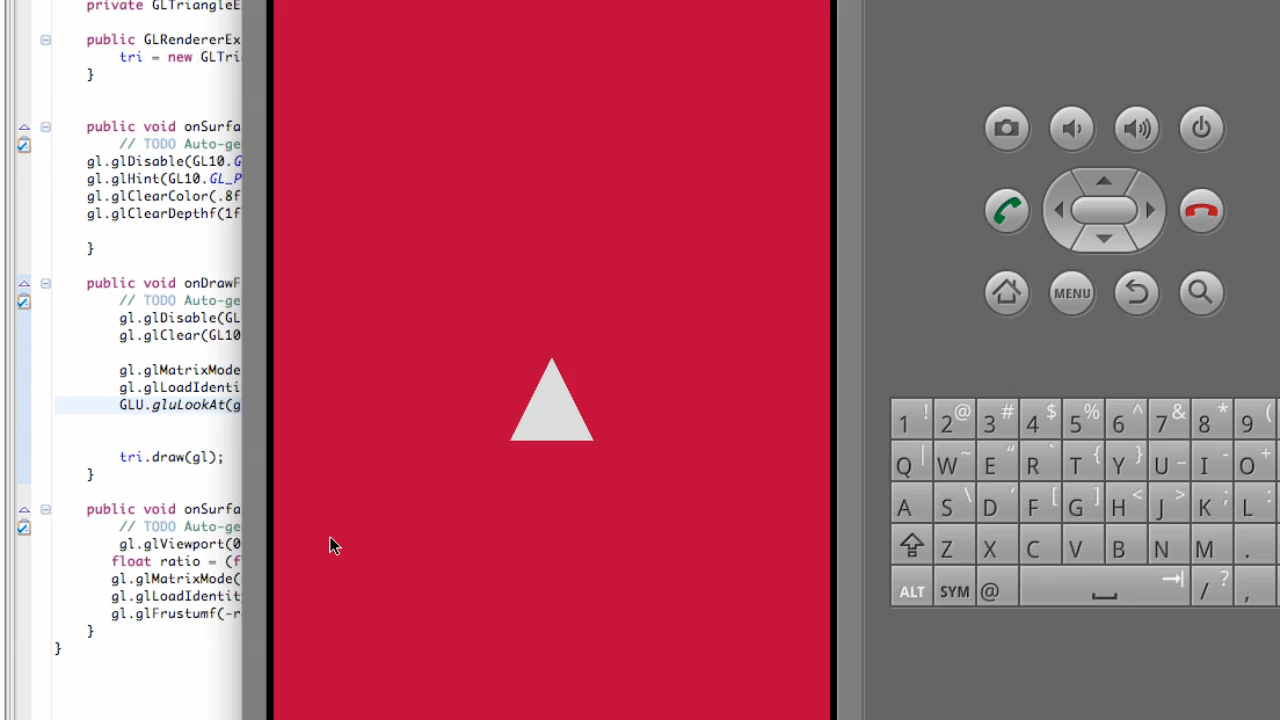 private GLTriangleE
public GLRendererEx
tri = new GLTri
}
public void onSurfa
// TODO Auto-ge
gl.glDisable(GL10.G
gl.glHint(GL10.GL_P
gl.glClearColor(.8f
gl.glClearDepthf(1f
}
public void onDrawF
// TODO Auto-ge
gl.glDisable(GL
gl.glClear(GL10
gl.glMatrixMode
gl.glLoadIdenti
GLU.gluLookAt(g
tri.draw(gl);
}
public void onSurfa
// TODO Auto-ge
gl.glViewport(0
float ratio = (f
gl.glMatrixMode(
gl.glLoadIdentit
gl.glFrustumf(-r
}
}
MENU
1 ! 2 @ 3 # 4 $ 5 % 6 ^ 7 & 8 * 9 (
Q | W ~ E “ R ` T { Y } U _ I - O +
A S \ D ‘ F [ G ] H < J > K ; L :
Z X C V B N M .
ALT SYM @ / ? ,